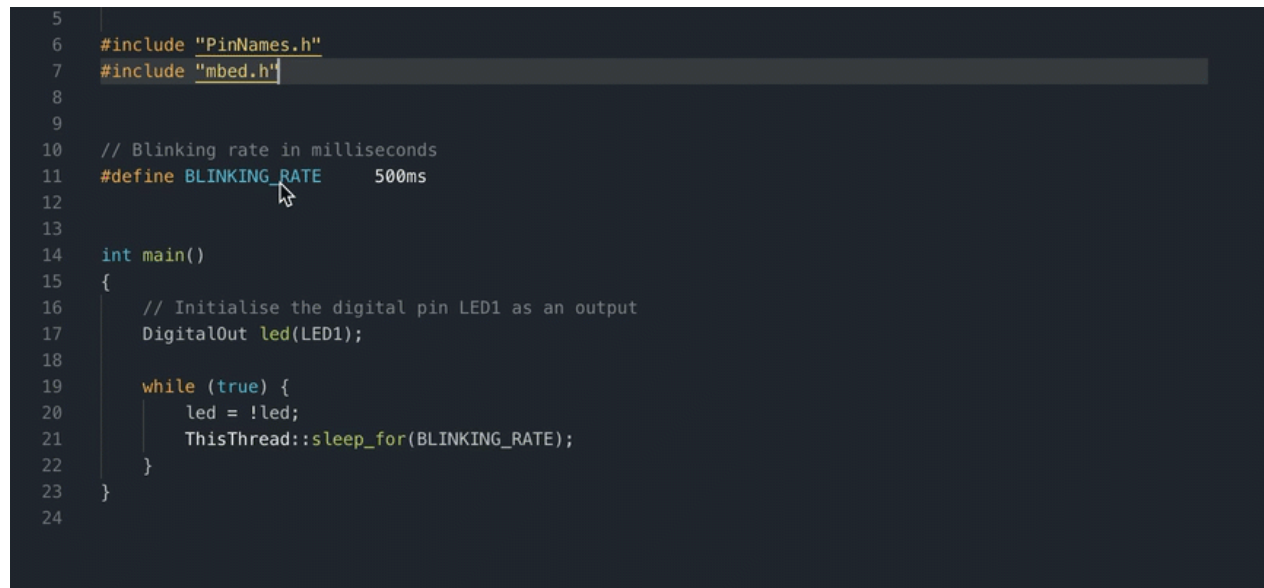 5
6 #include "PinNames.h"
7 #include "mbed.h"
8
9
10 // Blinking rate in milliseconds
11 #define BLINKING_RATE     500ms
12
13
14 int main()
15 {
16     // Initialise the digital pin LED1 as an output
17     DigitalOut led(LED1);
18
19     while (true) {
20         led = !led;
21         ThisThread::sleep_for(BLINKING_RATE);
22     }
23 }
24